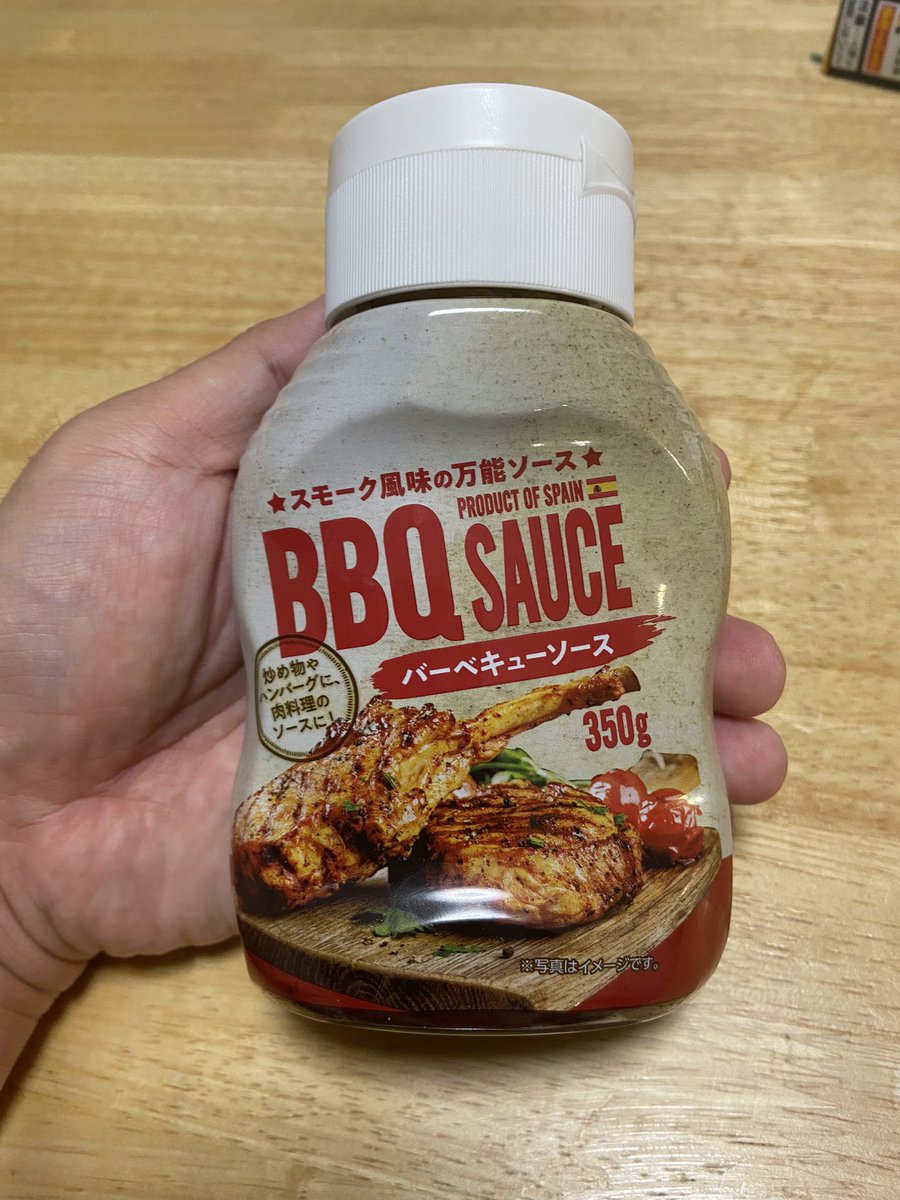 ★スモーク風味の万能ソース★
PRODUCT OF SPAIN
BBQ SAUCE
バーベキューソース
炒め物や
ハンバーグに、
肉料理の
ソースに!
350g
※写真はイメージです。